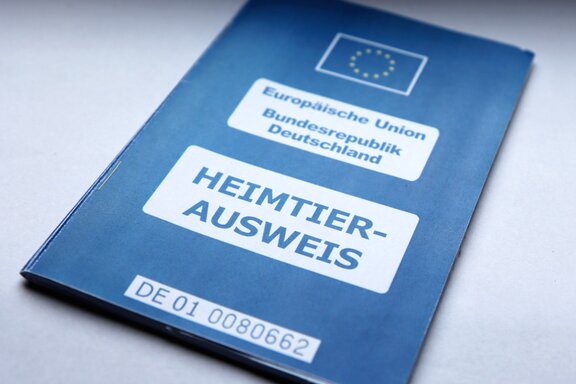 Europäische Union
Bundesrepublik
Deutschland
HEIMTIER-
AUSWEIS
DE 01 0080662